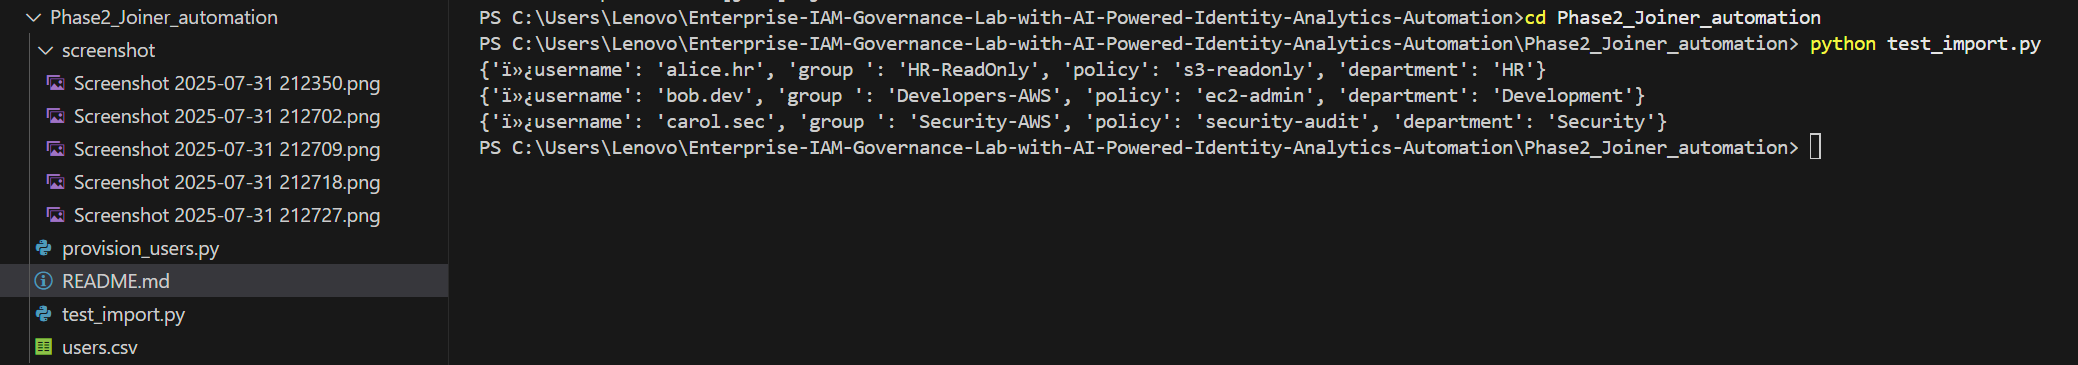 Phase2_Joiner_automation
screenshot
Screenshot 2025-07-31 212350.png
Screenshot 2025-07-31 212702.png
Screenshot 2025-07-31 212709.png
Screenshot 2025-07-31 212718.png
Screenshot 2025-07-31 212727.png
provision_users.py
README.md
test_import.py
users.csv
PS C:\Users\Lenovo\Enterprise-IAM-Governance-Lab-with-AI-Powered-Identity-Analytics-Automation>cd Phase2_Joiner_automation
PS C:\Users\Lenovo\Enterprise-IAM-Governance-Lab-with-AI-Powered-Identity-Analytics-Automation\Phase2_Joiner_automation> python test_import.py
{'ï»¿username': 'alice.hr', 'group ': 'HR-ReadOnly', 'policy': 's3-readonly', 'department': 'HR'}
{'ï»¿username': 'bob.dev', 'group ': 'Developers-AWS', 'policy': 'ec2-admin', 'department': 'Development'}
{'ï»¿username': 'carol.sec', 'group ': 'Security-AWS', 'policy': 'security-audit', 'department': 'Security'}
PS C:\Users\Lenovo\Enterprise-IAM-Governance-Lab-with-AI-Powered-Identity-Analytics-Automation\Phase2_Joiner_automation>